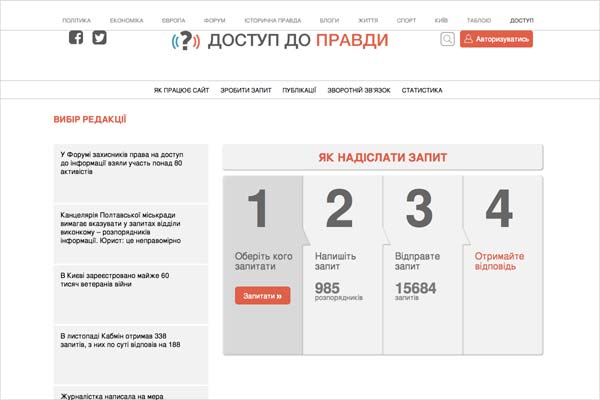 ПОЛІТИКА ЕКОНОМІКА ЄВРОПА ФОРУМ ІСТОРИЧНА ПРАВДА БЛОГИ ЖИТТЯ СПОРТ КИЇВ ТАБЛОID ДОСТУП
ДОСТУП ДО ПРАВДИ
Авторизуватись
ЯК ПРАЦЮЄ САЙТ ЗРОБИТИ ЗАПИТ ПУБЛІКАЦІЇ ЗВОРОТНІЙ ЗВ'ЯЗОК СТАТИСТИКА
ВИБІР РЕДАКЦІЇ
У Форумі захисників права на доступ
до інформації взяли участь понад 80
активістів
Канцелярія Полтавської міськради
вимагає вказувати у запитах відділи
виконкому – розпорядників
інформації. Юрист: це неправомірно
В Києві зареєстровано майже 60
тисяч ветеранів війни
В листопаді Кабмін отримав 338
запитів, з них по суті відповів на 188
Журналістка написала на мера
ЯК НАДІСЛАТИ ЗАПИТ
1 2 3 4
Оберіть кого
запитати
Запитати »
Напишіть
запит
985
розпорядників
Відправте
запит
15684
запитів
Отримайте
відповідь